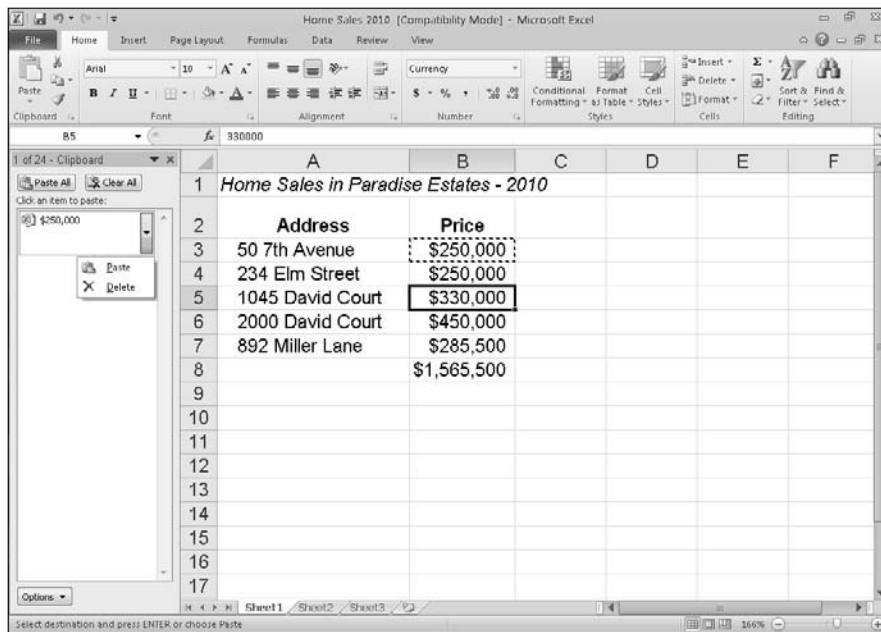 Home Sales 2010 [Compatibility Mode] - Microsoft Excel
File Home Insert Page Layout Formulas Data Review View
Paste
Clipboard
Arial 10
B I U
Font
Alignment
Currency
$ % ,
Number
Conditional Formatting
Format as Table
Cell Styles
Styles
Insert
Delete
Format
Cells
Σ
Sort & Filter
Find & Select
Editing
B5 fx 330000
1 of 24 - Clipboard
Paste All Clear All
Click an item to paste:
$250,000
Paste
Delete
Options
A B C D E F
1 Home Sales in Paradise Estates - 2010
2 Address Price
3 50 7th Avenue $250,000
4 234 Elm Street $250,000
5 1045 David Court $330,000
6 2000 David Court $450,000
7 892 Miller Lane $285,500
8 $1,565,500
9
10
11
12
13
14
15
16
17
Sheet1 Sheet2 Sheet3
Select destination and press ENTER or choose Paste 166%